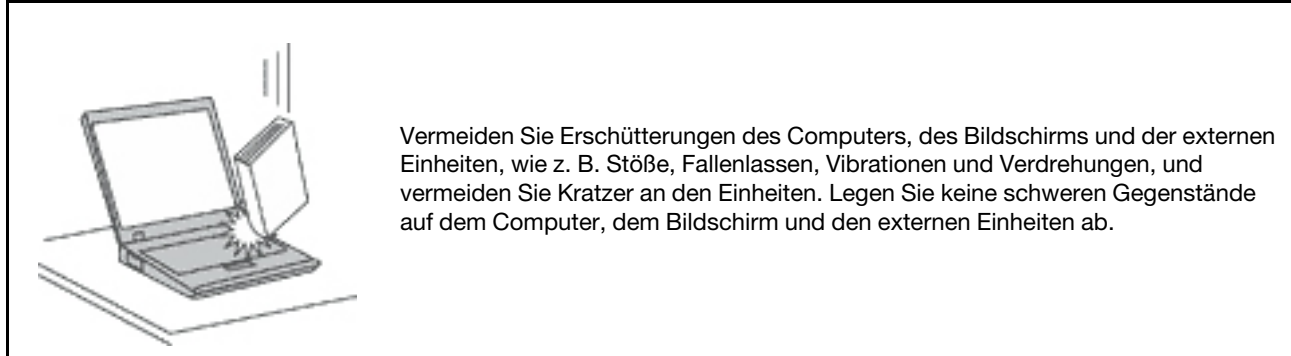 Vermeiden Sie Erschütterungen des Computers, des Bildschirms und der externen
Einheiten, wie z. B. Stöße, Fallenlassen, Vibrationen und Verdrehungen, und
vermeiden Sie Kratzer an den Einheiten. Legen Sie keine schweren Gegenstände
auf dem Computer, dem Bildschirm und den externen Einheiten ab.